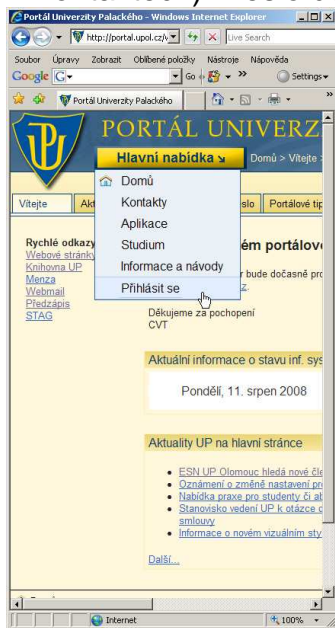 Portál Univerzity Palackého - Windows Internet Explorer
http://portal.upol.cz/
Live Search
Soubor Úpravy Zobrazit Oblíbené položky Nástroje Nápověda
Google G Go Settings
Portál Univerzity Palackého
PORTÁL UNIVERZ
Hlavní nabídka
Domů > Vítejte >
Domů
Kontakty
Aplikace
Studium
Informace a návody
Přihlásit se
Vítejte
Akt
slo
Portálové tip
Rychlé odkazy
Webové stránky
Knihovna UP
Menza
Webmail
Předzápis
STAG
ém portálov
r bude dočasně pro
z.
Děkujeme za pochopení
CVT
Aktuální informace o stavu inf. sys
Pondělí, 11. srpen 2008
Aktuality UP na hlavní stránce
ESN UP Olomouc hledá nové čle
Oznámení o změně nastavení pro
Nabídka praxe pro studenty či ab
Stanovisko vedení UP k otázce
smlouvy
Informace o novém vizuálním sty
Další...
Internet
100%